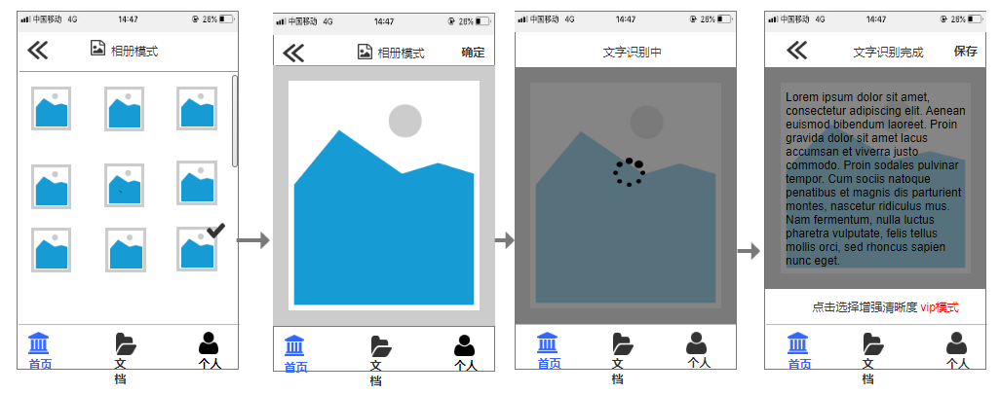 中国移动 4G 14:47 26%
相册模式
首页
文
档
个人
中国移动 4G 14:47 26%
相册模式 确定
首页
文
档
个人
中国移动 4G 14:47 26%
文字识别中
首页
文
档
个人
中国移动 4G 14:47 26%
文字识别完成 保存
Lorem ipsum dolor sit amet,
consectetur adipiscing elit. Aenean
euismod bibendum laoreet. Proin
gravida dolor sit amet lacus
accumsan et viverra justo
commodo. Proin sodales pulvinar
tempor. Cum sociis natoque
penatibus et magnis dis parturient
montes, nascetur ridiculus mus.
Nam fermentum, nulla luctus
pharetra vulputate, felis tellus
mollis orci, sed rhoncus sapien
nunc eget.
点击选择增强清晰度 vip模式
首页
文
档
个人